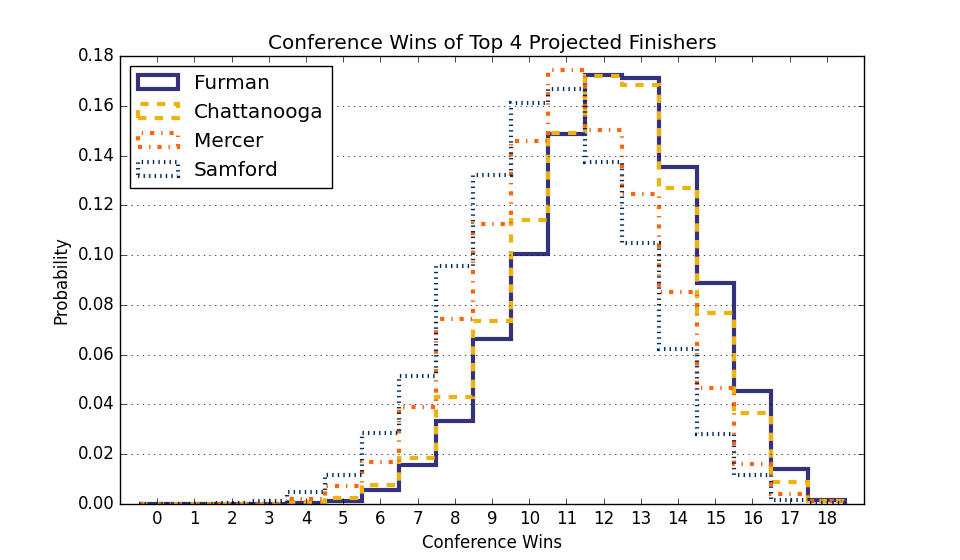 Conference Wins of Top 4 Projected Finishers
Furman
Chattanooga
Mercer
Samford
Probability
0.18
0.16
0.14
0.12
0.10
0.08
0.06
0.04
0.02
0.00
0 1 2 3 4 5 6 7 8 9 10 11 12 13 14 15 16 17 18
Conference Wins